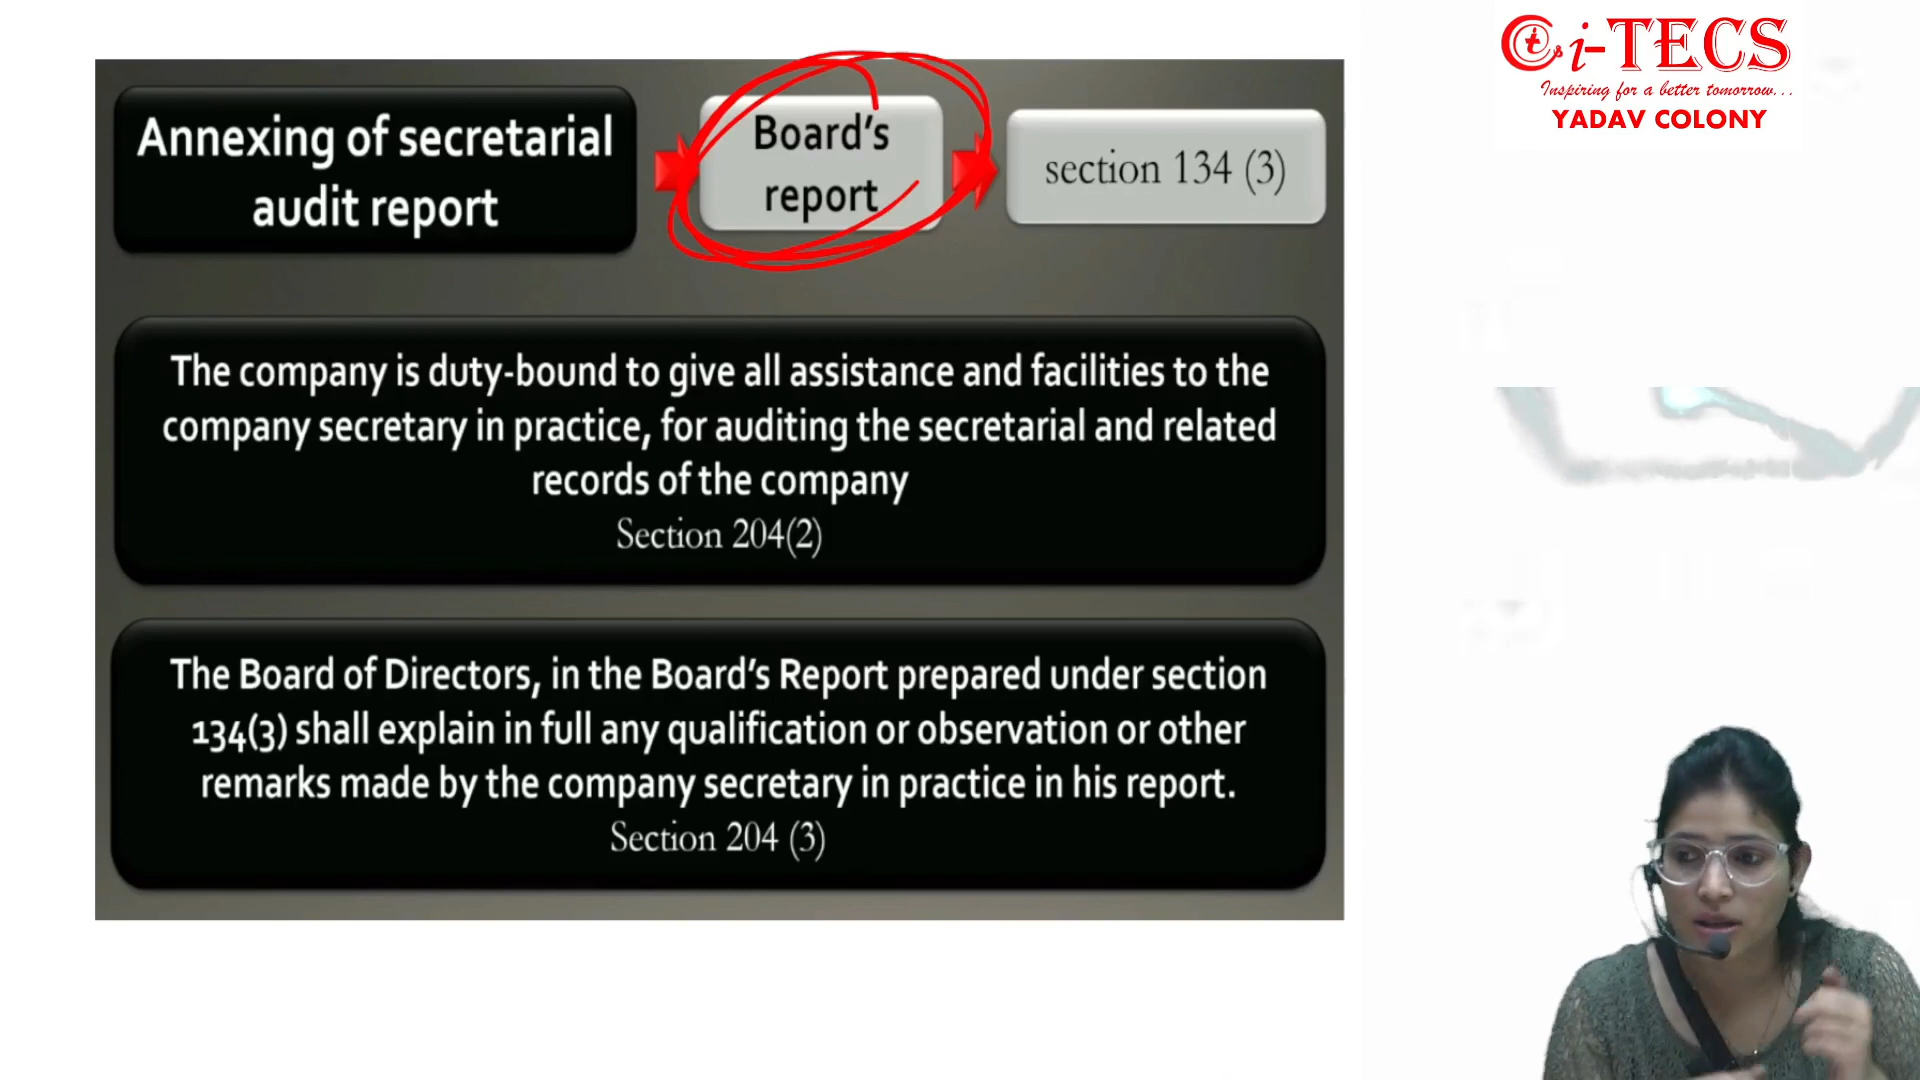 i-TECS
Inspiring for a better tomorrow...
YADAV COLONY
Annexing of secretarial
audit report
Board's
report
section 134 (3)
The company is duty-bound to give all assistance and facilities to the
company secretary in practice, for auditing the secretarial and related
records of the company
Section 204(2)
The Board of Directors, in the Board's Report prepared under section
134(3) shall explain in full any qualification or observation or other
remarks made by the company secretary in practice in his report.
Section 204 (3)